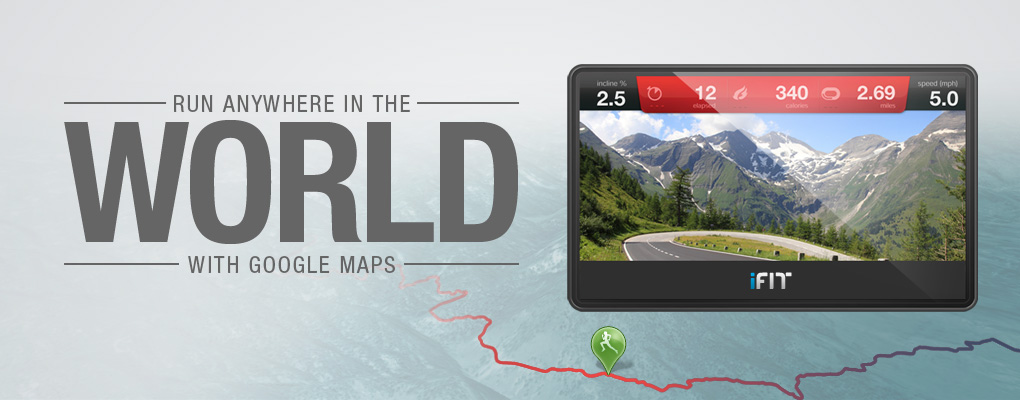 RUN ANYWHERE IN THE
WORLD
WITH GOOGLE MAPS
incline %
2.5
12
elapsed
340
calories
2.69
miles
speed (mph)
5.0
iFIT